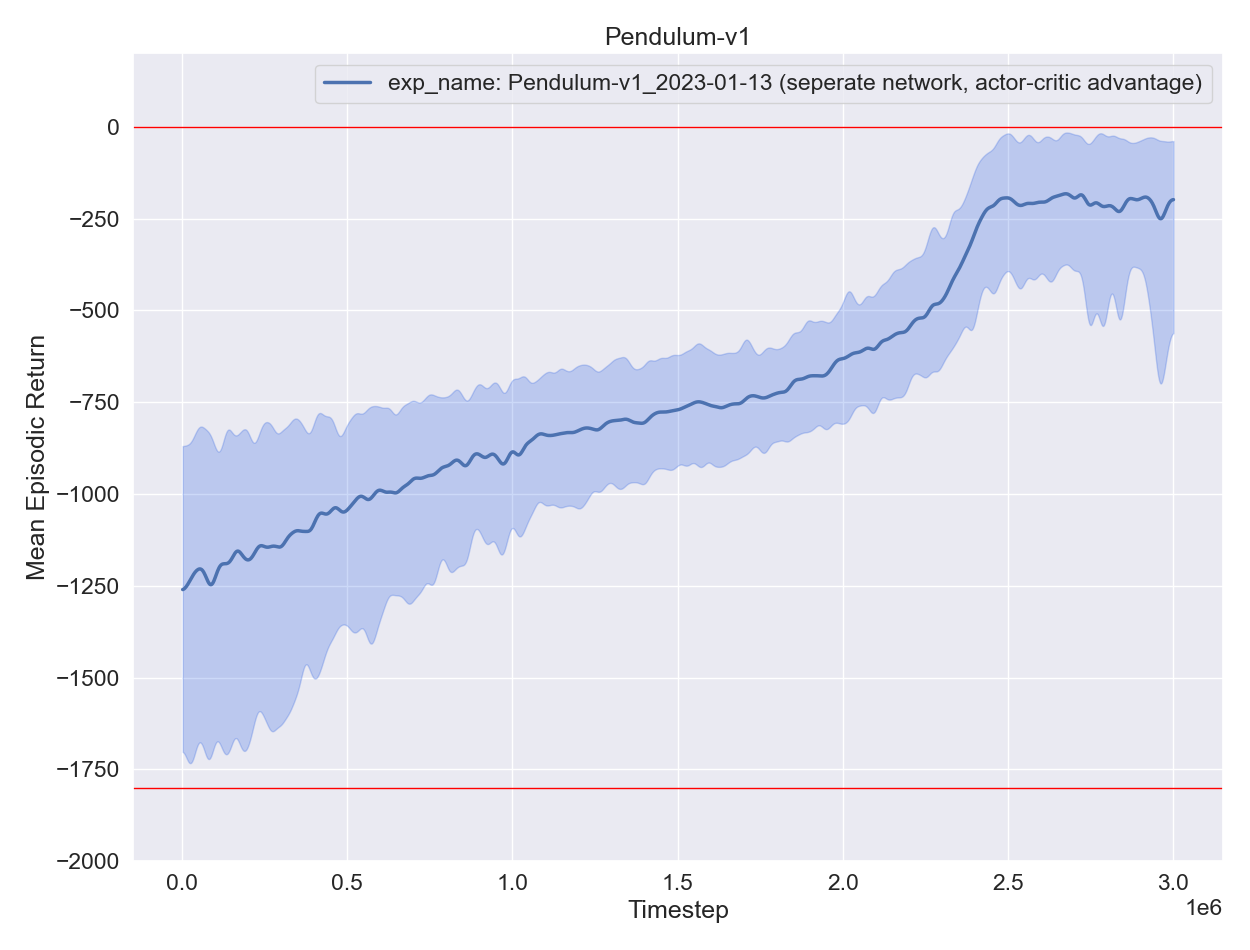 Pendulum-v1
exp_name: Pendulum-v1_2023-01-13 (seperate network, actor-critic advantage)
Mean Episodic Return
0
−250
−500
−750
−1000
−1250
−1500
−1750
−2000
0.0 0.5 1.0 1.5 2.0 2.5 3.0
1e6
Timestep